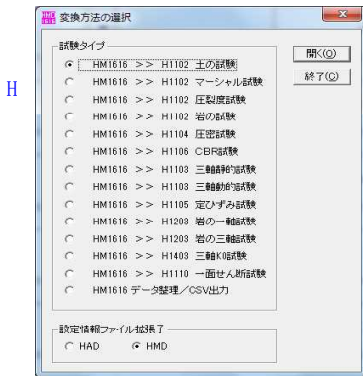 変換方法の選択
試験タイプ
HM1616 >> H1102 土の試験
HM1616 >> H1102 マーシャル試験
HM1616 >> H1102 圧裂度試験
HM1616 >> H1102 岩の試験
HM1616 >> H1104 圧密試験
HM1616 >> H1106 CBR試験
HM1616 >> H1103 三軸静的試験
HM1616 >> H1103 三軸動的試験
HM1616 >> H1105 定ひずみ試験
HM1616 >> H1203 岩の一軸試験
HM1616 >> H1203 岩の三軸試験
HM1616 >> H1403 三軸K0試験
HM1616 >> H1110 一面せん断試験
HM1616 データ整理/CSV出力
設定情報ファイル拡張子
HAD
HMD
開く(O)
終了(C)
H